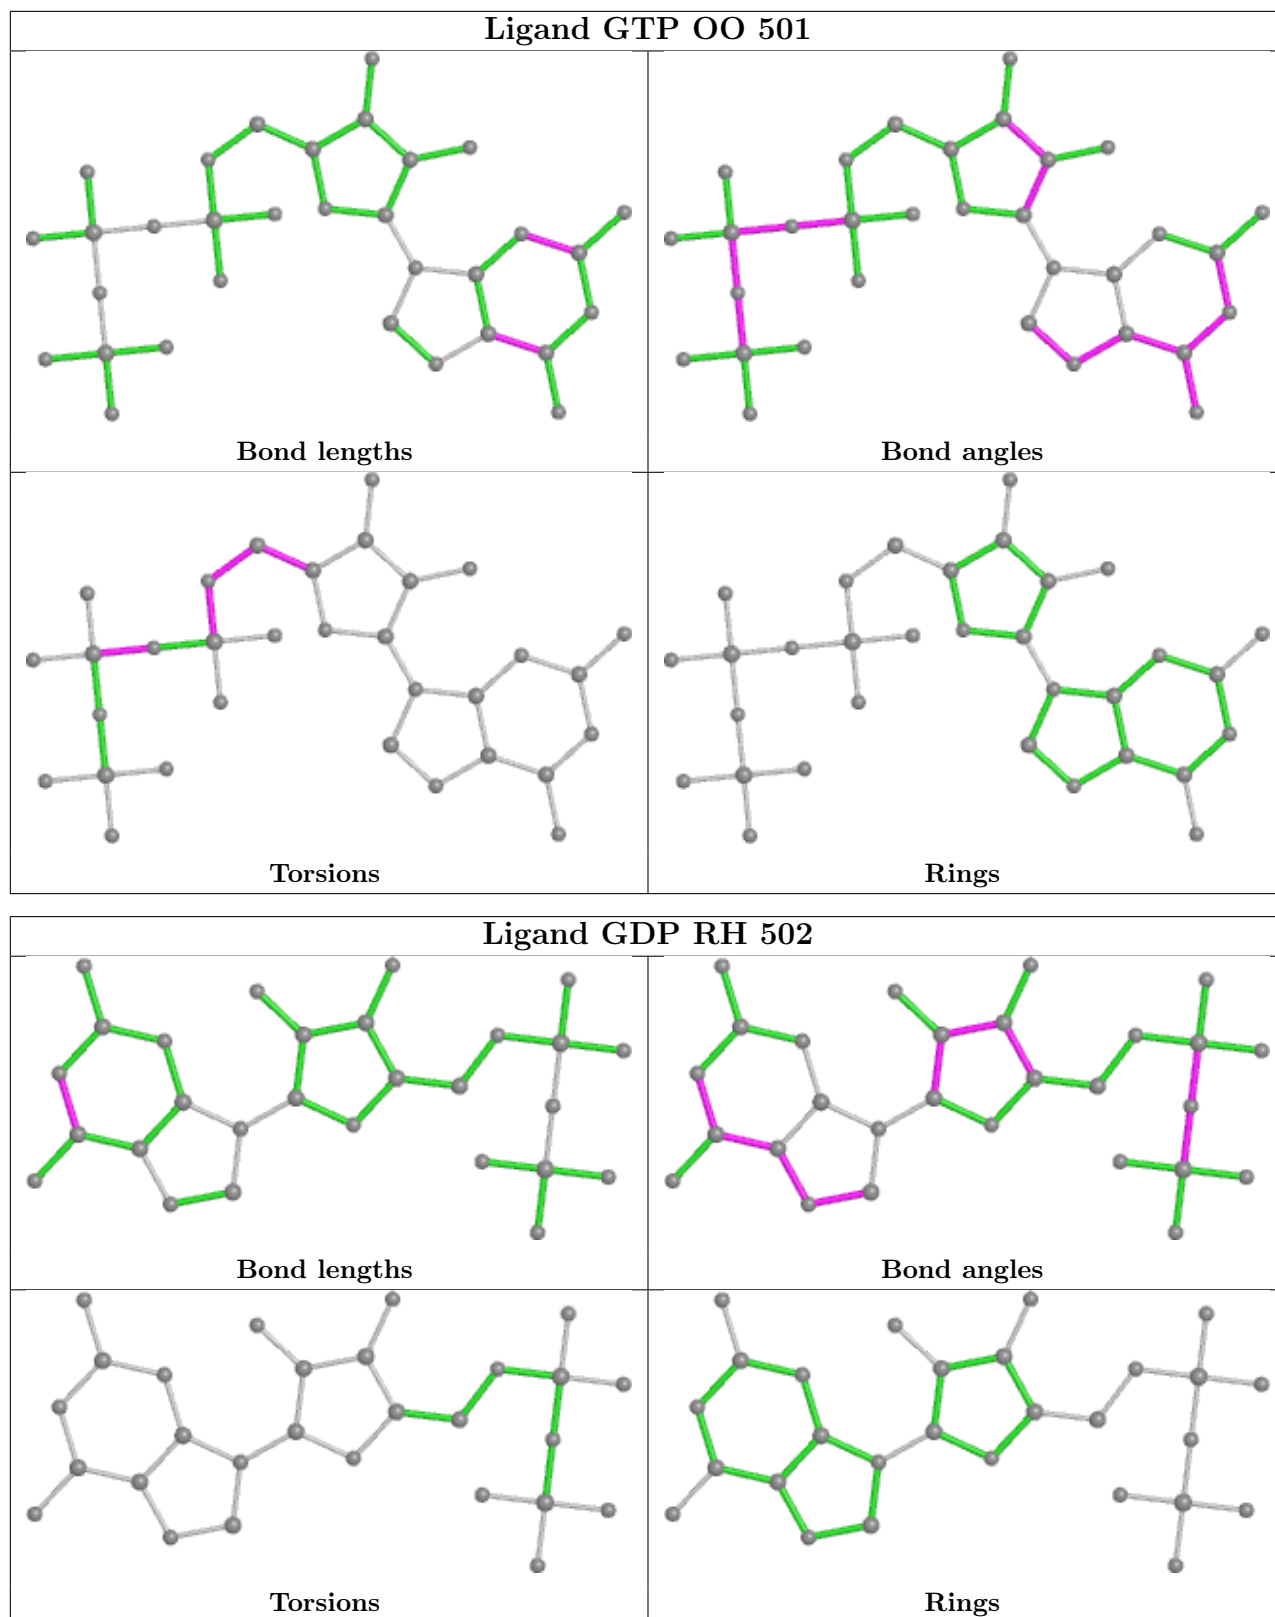 Ligand GTP OO 501
Bond lengths
Bond angles
Torsions
Rings
Ligand GDP RH 502
Bond lengths
Bond angles
Torsions
Rings